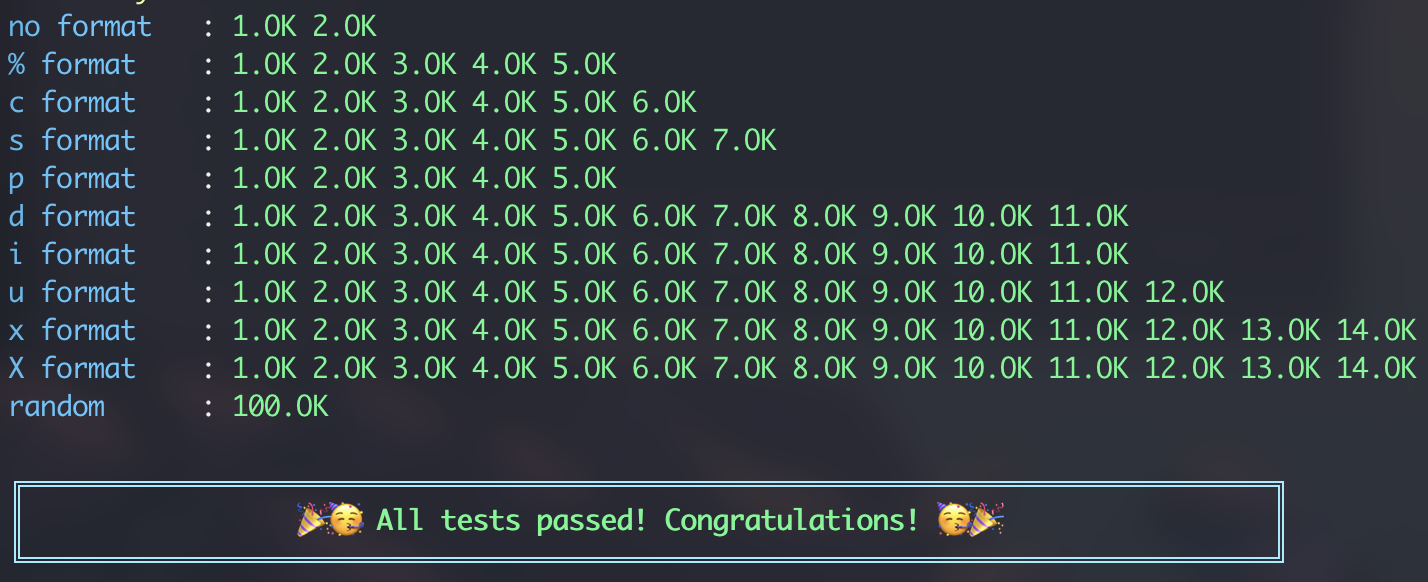 no format : 1.OK 2.OK
% format : 1.OK 2.OK 3.OK 4.OK 5.OK
c format : 1.OK 2.OK 3.OK 4.OK 5.OK 6.OK
s format : 1.OK 2.OK 3.OK 4.OK 5.OK 6.OK 7.OK
p format : 1.OK 2.OK 3.OK 4.OK 5.OK
d format : 1.OK 2.OK 3.OK 4.OK 5.OK 6.OK 7.OK 8.OK 9.OK 10.OK 11.OK
i format : 1.OK 2.OK 3.OK 4.OK 5.OK 6.OK 7.OK 8.OK 9.OK 10.OK 11.OK
u format : 1.OK 2.OK 3.OK 4.OK 5.OK 6.OK 7.OK 8.OK 9.OK 10.OK 11.OK 12.OK
x format : 1.OK 2.OK 3.OK 4.OK 5.OK 6.OK 7.OK 8.OK 9.OK 10.OK 11.OK 12.OK 13.OK 14.OK
X format : 1.OK 2.OK 3.OK 4.OK 5.OK 6.OK 7.OK 8.OK 9.OK 10.OK 11.OK 12.OK 13.OK 14.OK
random : 100.OK
🎉🥳 All tests passed! Congratulations! 🥳🎉